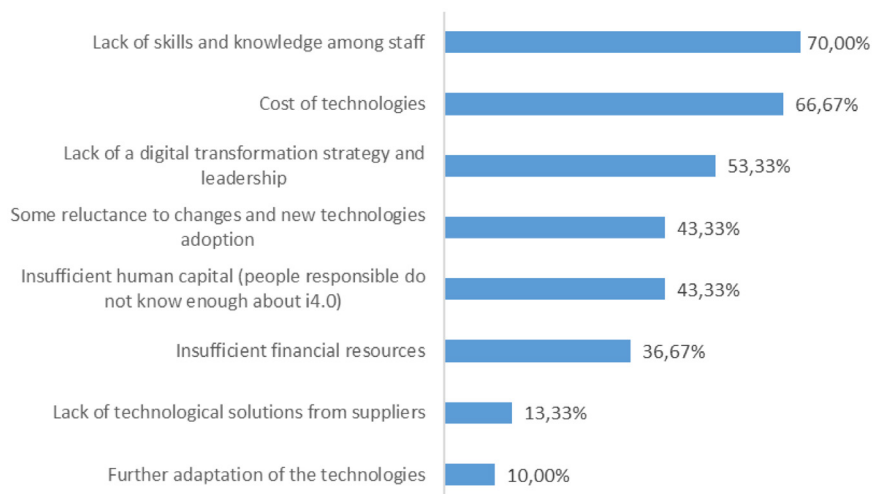 Lack of skills and knowledge among staff
70,00%
Cost of technologies
66,67%
Lack of a digital transformation strategy and
leadership
53,33%
Some reluctance to changes and new technologies
adoption
43,33%
Insufficient human capital (people responsible do
not know enough about i4.0)
43,33%
Insufficient financial resources
36,67%
Lack of technological solutions from suppliers
13,33%
Further adaptation of the technologies
10,00%